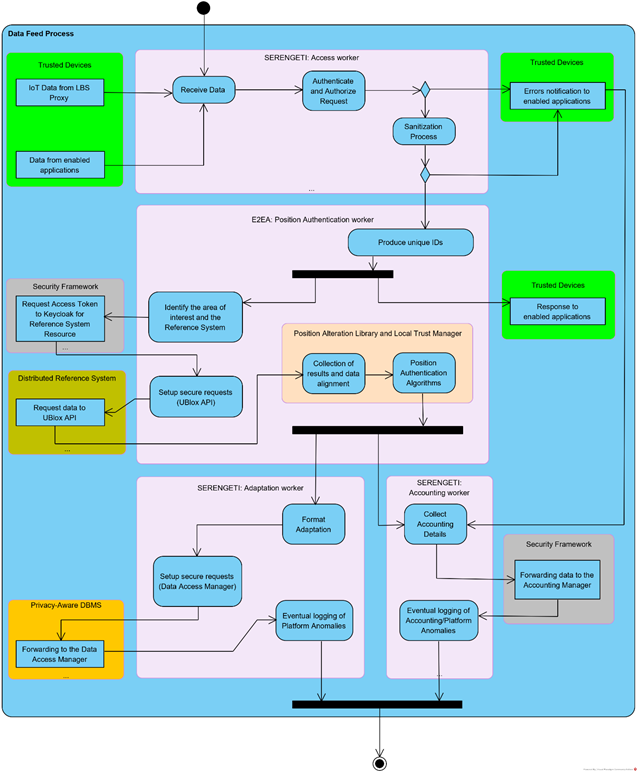 Data Feed Process
Trusted Devices
IoT Data from LBS
Proxy
Data from enabled
applications
SERENGETI: Access worker
Receive Data
Authenticate
and Authorize
Request
Sanitization
Process
...
Trusted Devices
Errors notification to
enabled applications
E2EA: Position Authentication worker
Produce unique IDs
Trusted Devices
Response to
enabled applications
Security Framework
Request Access Token
to Keycloak for
Reference System
Resource
...
Identify the area of
interest and the
Reference System
Position Alteration Library and Local Trust Manager
Collection of
results and data
alignment
Position
Authentication
Algorithms
Setup secure requests
(UBlox API)
Distributed Reference System
Request data to
UBlox API
...
SERENGETI: Adaptation worker
Format
Adaptation
Setup secure requests
(Data Access Manager)
Eventual logging of
Platform Anomalies
SERENGETI:
Accounting worker
Collect
Accounting
Details
Eventual logging of
Accounting/Platform
Anomalies
...
Security Framework
Forwarding data to the
Accounting Manager
Privacy-Aware DBMS
Forwarding to the Data
Access Manager
...